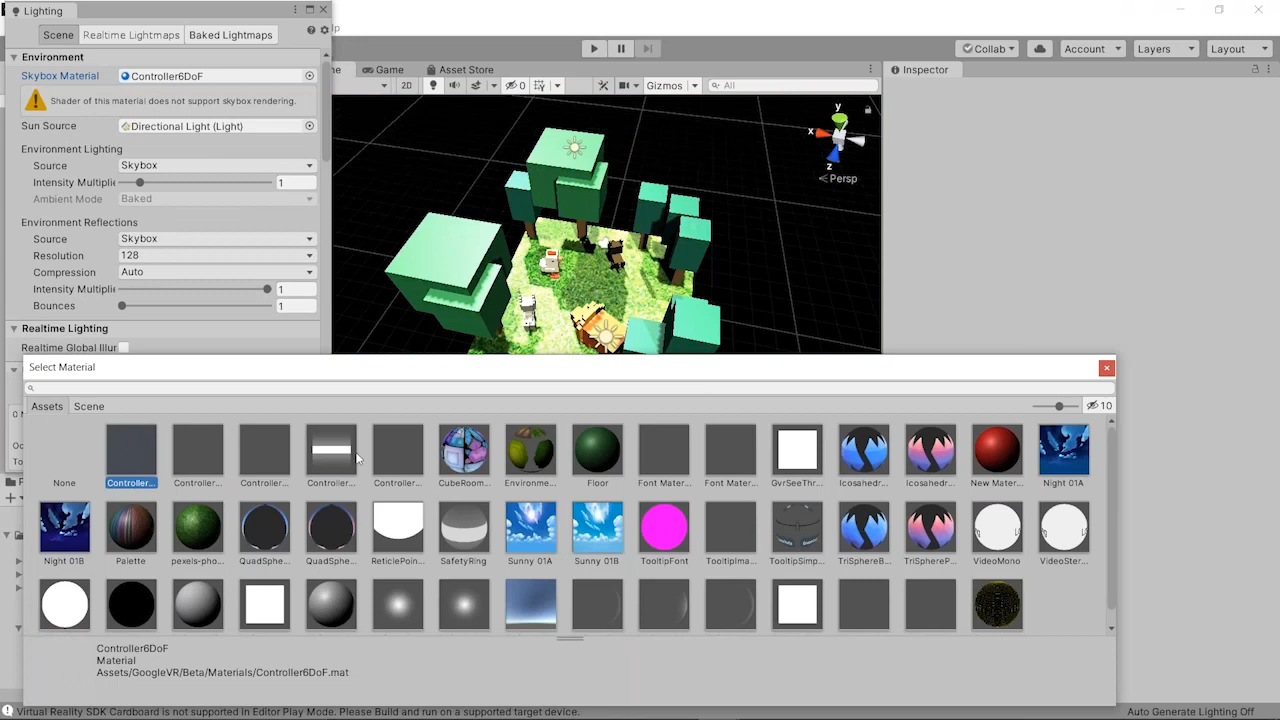 Lighting
Scene Realtime Lightmaps Baked Lightmaps
Environment
Skybox Material Controller6DoF
Shader of this material does not support skybox rendering.
Sun Source Directional Light (Light)
Environment Lighting
Source Skybox
Intensity Multiplie 1
Ambient Mode Baked
Environment Reflections
Source Skybox
Resolution 128
Compression Auto
Intensity Multiplie 1
Bounces 1
Realtime Lighting
Realtime Global Illur
Collab Account Layers Layout
Game Asset Store
2D 0 Gizmos All
Inspector
y
x
z
Persp
Select Material
Assets Scene 10
None Controller... Controller... Controller... Controller... Controller... CubeRoom... Environme... Floor Font Mater... Font Mater... GvrSeeThr... Icosahedr... Icosahedr... New Mater... Night 01A
Night 01B Palette pexels-pho... QuadSphe... QuadSphe... ReticlePoin... SafetyRing Sunny 01A Sunny 01B TooltipFont TooltipIma... TooltipSimp... TriSphereB... TriSphereP... VideoMono VideoSter...
Controller6DoF
Material
Assets/GoogleVR/Beta/Materials/Controller6DoF.mat
Virtual Reality SDK Cardboard is not supported in Editor Play Mode. Please Build and run on a supported target device.
Auto Generate Lighting Off